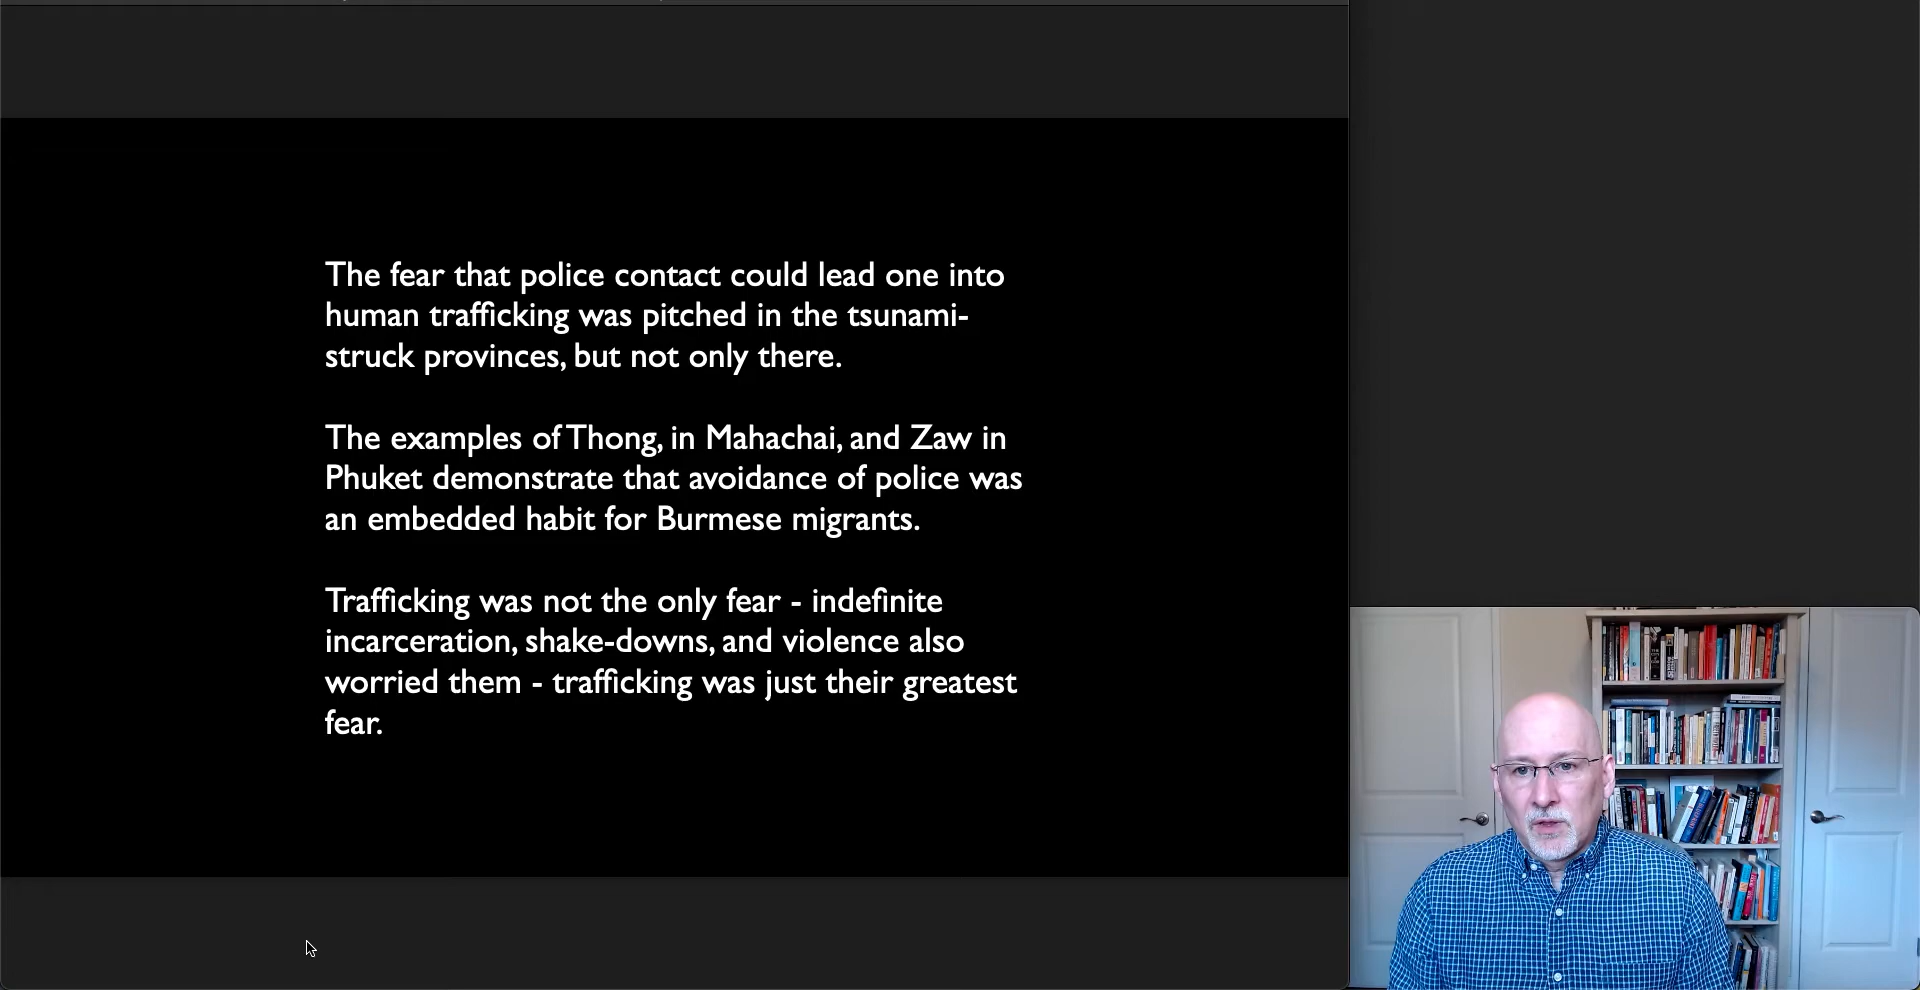 The fear that police contact could lead one into
human trafficking was pitched in the tsunami-
struck provinces, but not only there.
The examples of Thong, in Mahachai, and Zaw in
Phuket demonstrate that avoidance of police was
an embedded habit for Burmese migrants.
Trafficking was not the only fear - indefinite
incarceration, shake-downs, and violence also
worried them - trafficking was just their greatest
fear.